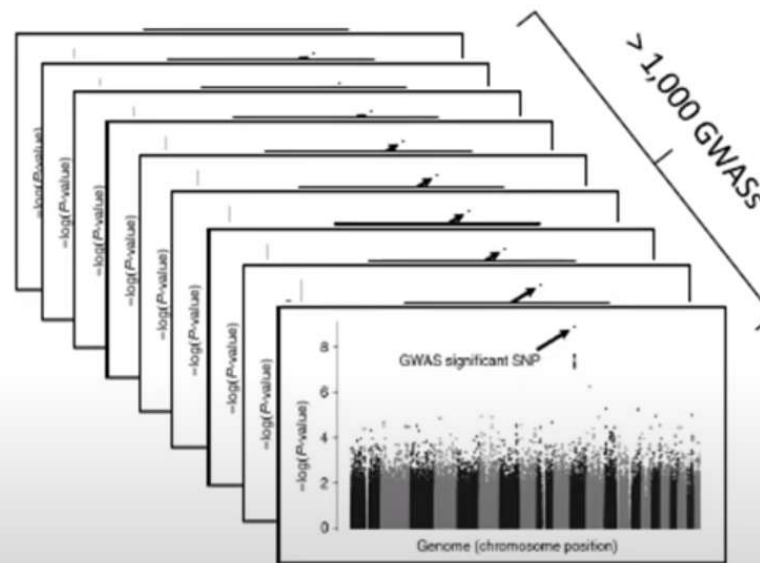 > 1,000 GWASs
-log(P-value)
-log(P-value)
-log(P-value)
-log(P-value)
-log(P-value)
-log(P-value)
-log(P-value)
-log(P-value)
-log(P-value)
8
6
4
2
0
GWAS significant SNP
Genome (chromosome position)